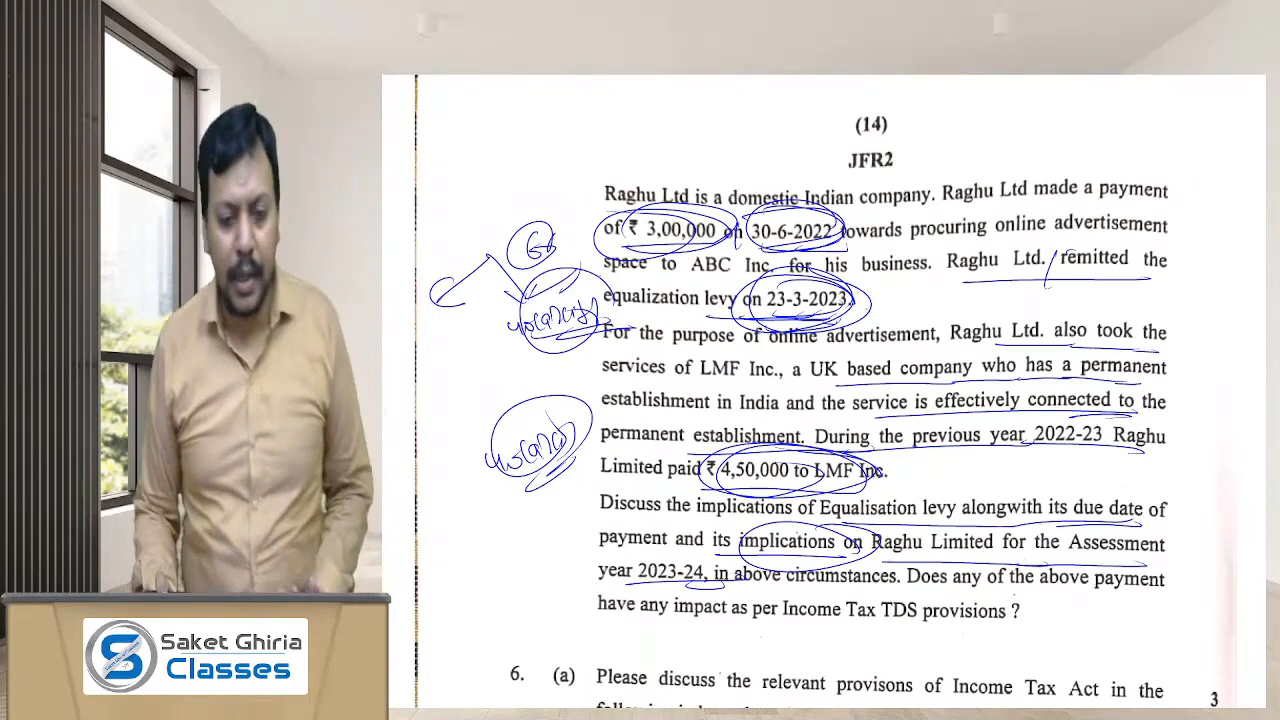 (14)
JFR2
Raghu Ltd is a domestic Indian company. Raghu Ltd made a payment
of ₹ 3,00,000 on 30-6-2022 towards procuring online advertisement
space to ABC Inc. for his business. Raghu Ltd. remitted the
equalization levy on 23-3-2023.
For the purpose of online advertisement, Raghu Ltd. also took the
services of LMF Inc., a UK based company who has a permanent
establishment in India and the service is effectively connected to the
permanent establishment. During the previous year 2022-23 Raghu
Limited paid ₹ 4,50,000 to LMF Inc.
Discuss the implications of Equalisation levy alongwith its due date of
payment and its implications on Raghu Limited for the Assessment
year 2023-24, in above circumstances. Does any of the above payment
have any impact as per Income Tax TDS provisions ?
6. (a) Please discuss the relevant provisons of Income Tax Act in the
3
Saket Ghiria
Classes